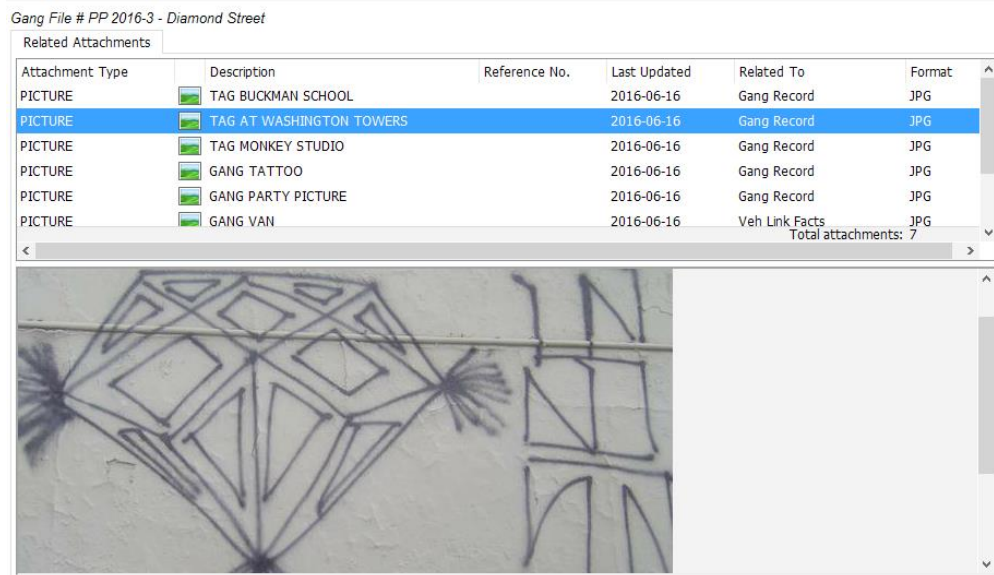 Gang File # PP 2016-3 - Diamond Street
Related Attachments
Attachment Type Description Reference No. Last Updated Related To Format
PICTURE TAG BUCKMAN SCHOOL 2016-06-16 Gang Record JPG
PICTURE TAG AT WASHINGTON TOWERS 2016-06-16 Gang Record JPG
PICTURE TAG MONKEY STUDIO 2016-06-16 Gang Record JPG
PICTURE GANG TATTOO 2016-06-16 Gang Record JPG
PICTURE GANG PARTY PICTURE 2016-06-16 Gang Record JPG
PICTURE GANG VAN 2016-06-16 Veh Link Facts JPG
Total attachments: 7